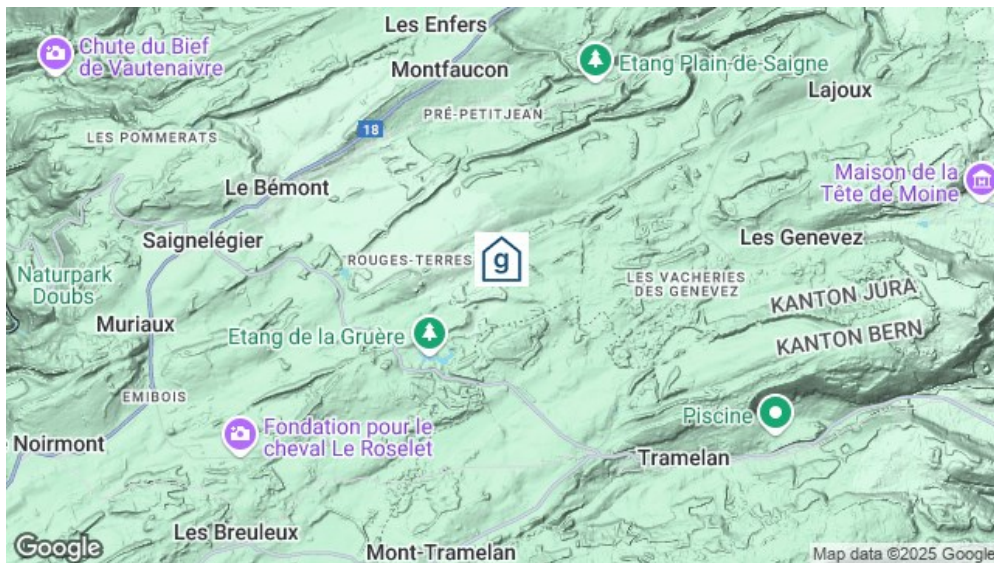 Les Enfers
Chute du Bief
de Vautenaivre
Montfaucon
Etang Plain-de-Saigne
Lajoux
PRÉ-PETITJEAN
18
LES POMMERATS
Maison de la
Tête de Moine
Le Bémont
Saignelégier
Les Genevez
ROUGES-TERRES
g
Naturpark
Doubs
LES VACHERIES
DES GENEVEZ
KANTON JURA
Muriaux
Etang de la Gruère
KANTON BERN
EMIBOIS
Piscine
Noirmont
Fondation pour le
cheval Le Roselet
Tramelan
Les Breuleux
Mont-Tramelan
Google
Map data ©2025 Google